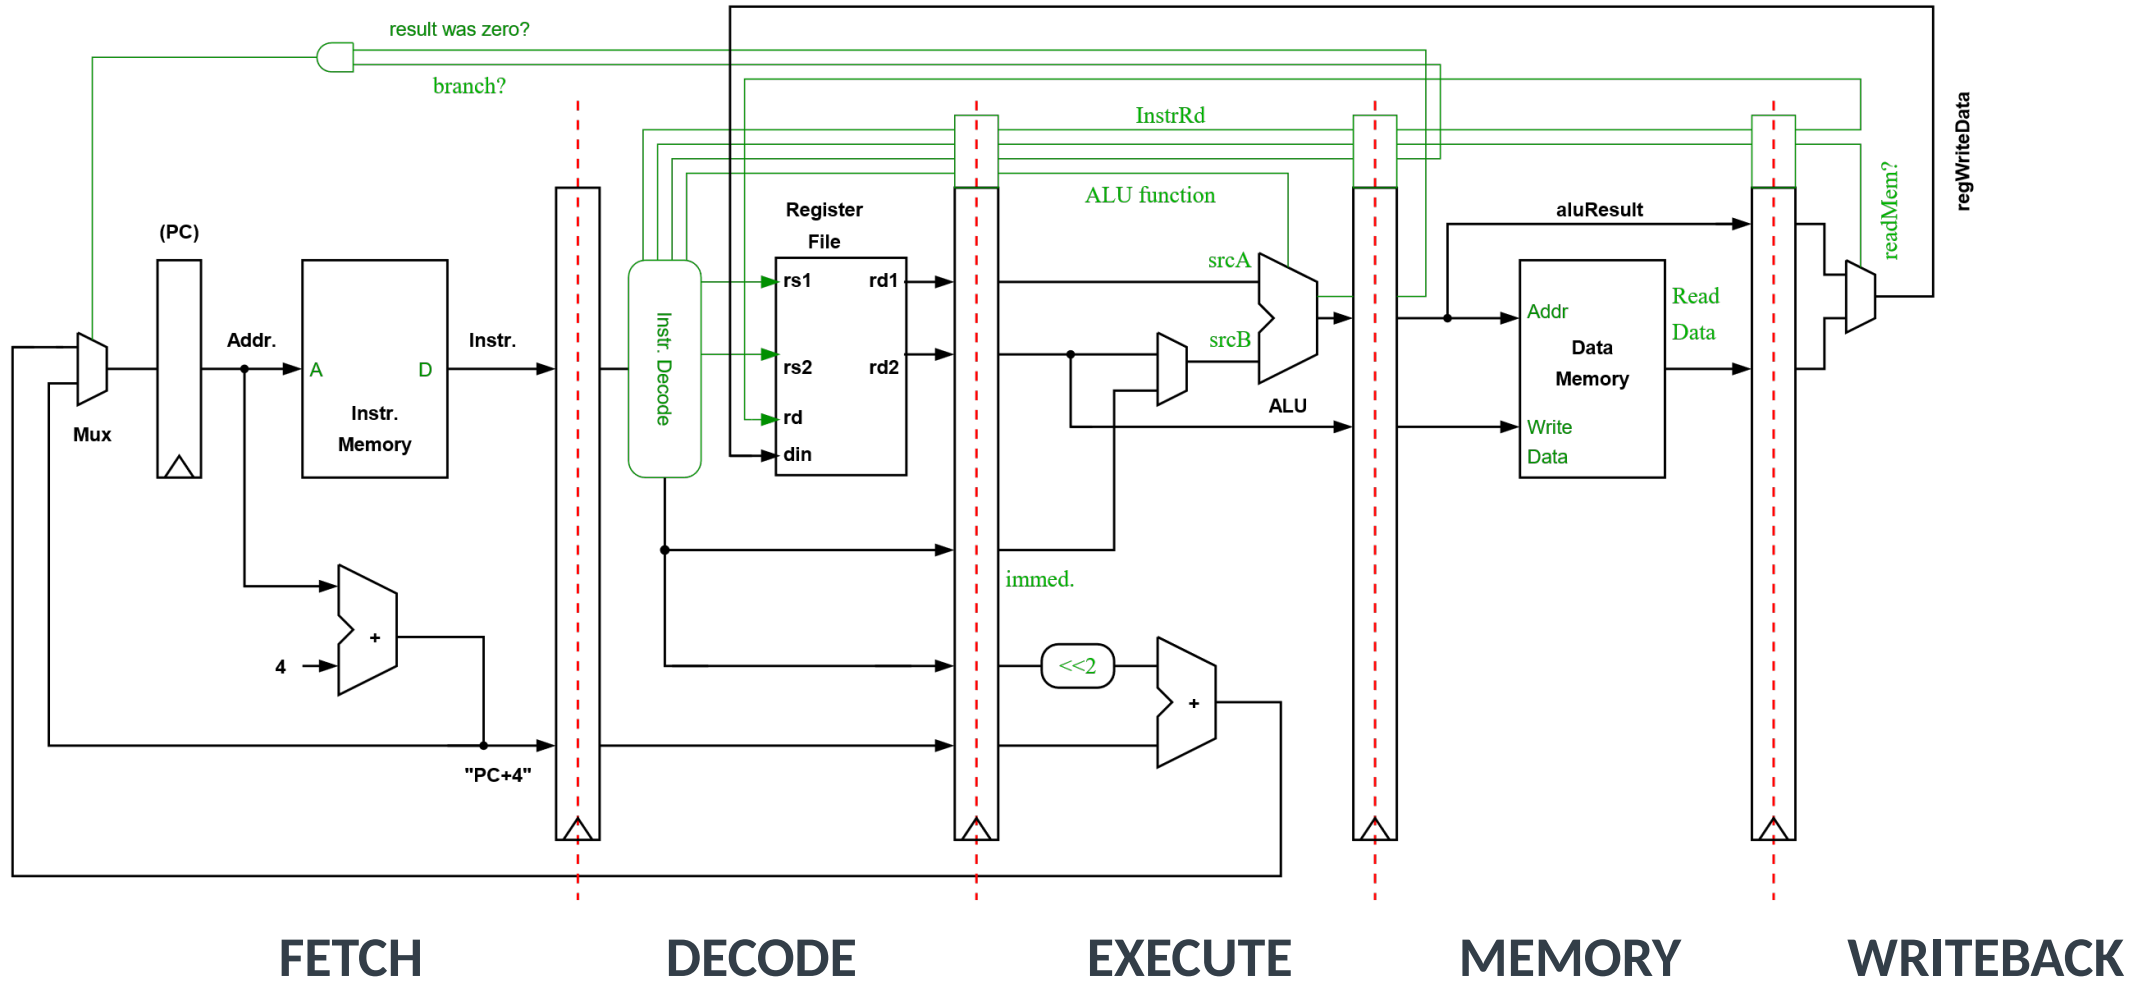 result was zero?
branch?
InstrRd
ALU function
regWriteData
readMem?
(PC)
Register
File
aluResult
rs1
rd1
srcA
Read
Data
Addr
Addr.
Instr.
Instr. Decode
srcB
Data
Memory
A
D
rs2
rd2
Instr.
Memory
Mux
rd
din
ALU
Write
Data
immed.
+
4
<<2
+
"PC+4"
FETCH
DECODE
EXECUTE
MEMORY
WRITEBACK